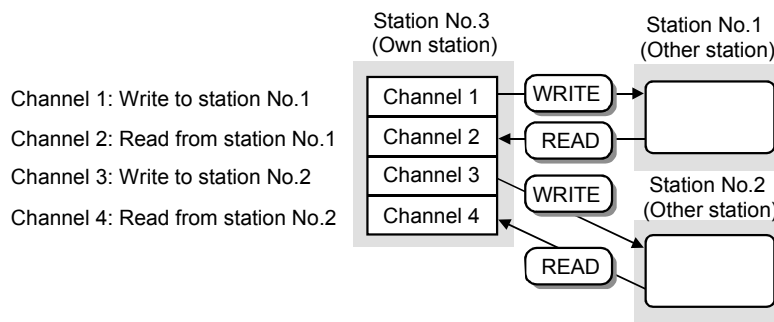 Station No.3
(Own station)
Station No.1
(Other station)
Channel 1: Write to station No.1
Channel 2: Read from station No.1
Channel 3: Write to station No.2
Channel 4: Read from station No.2
Channel 1
WRITE
Channel 2
READ
Channel 3
WRITE
Channel 4
READ
Station No.2
(Other station)